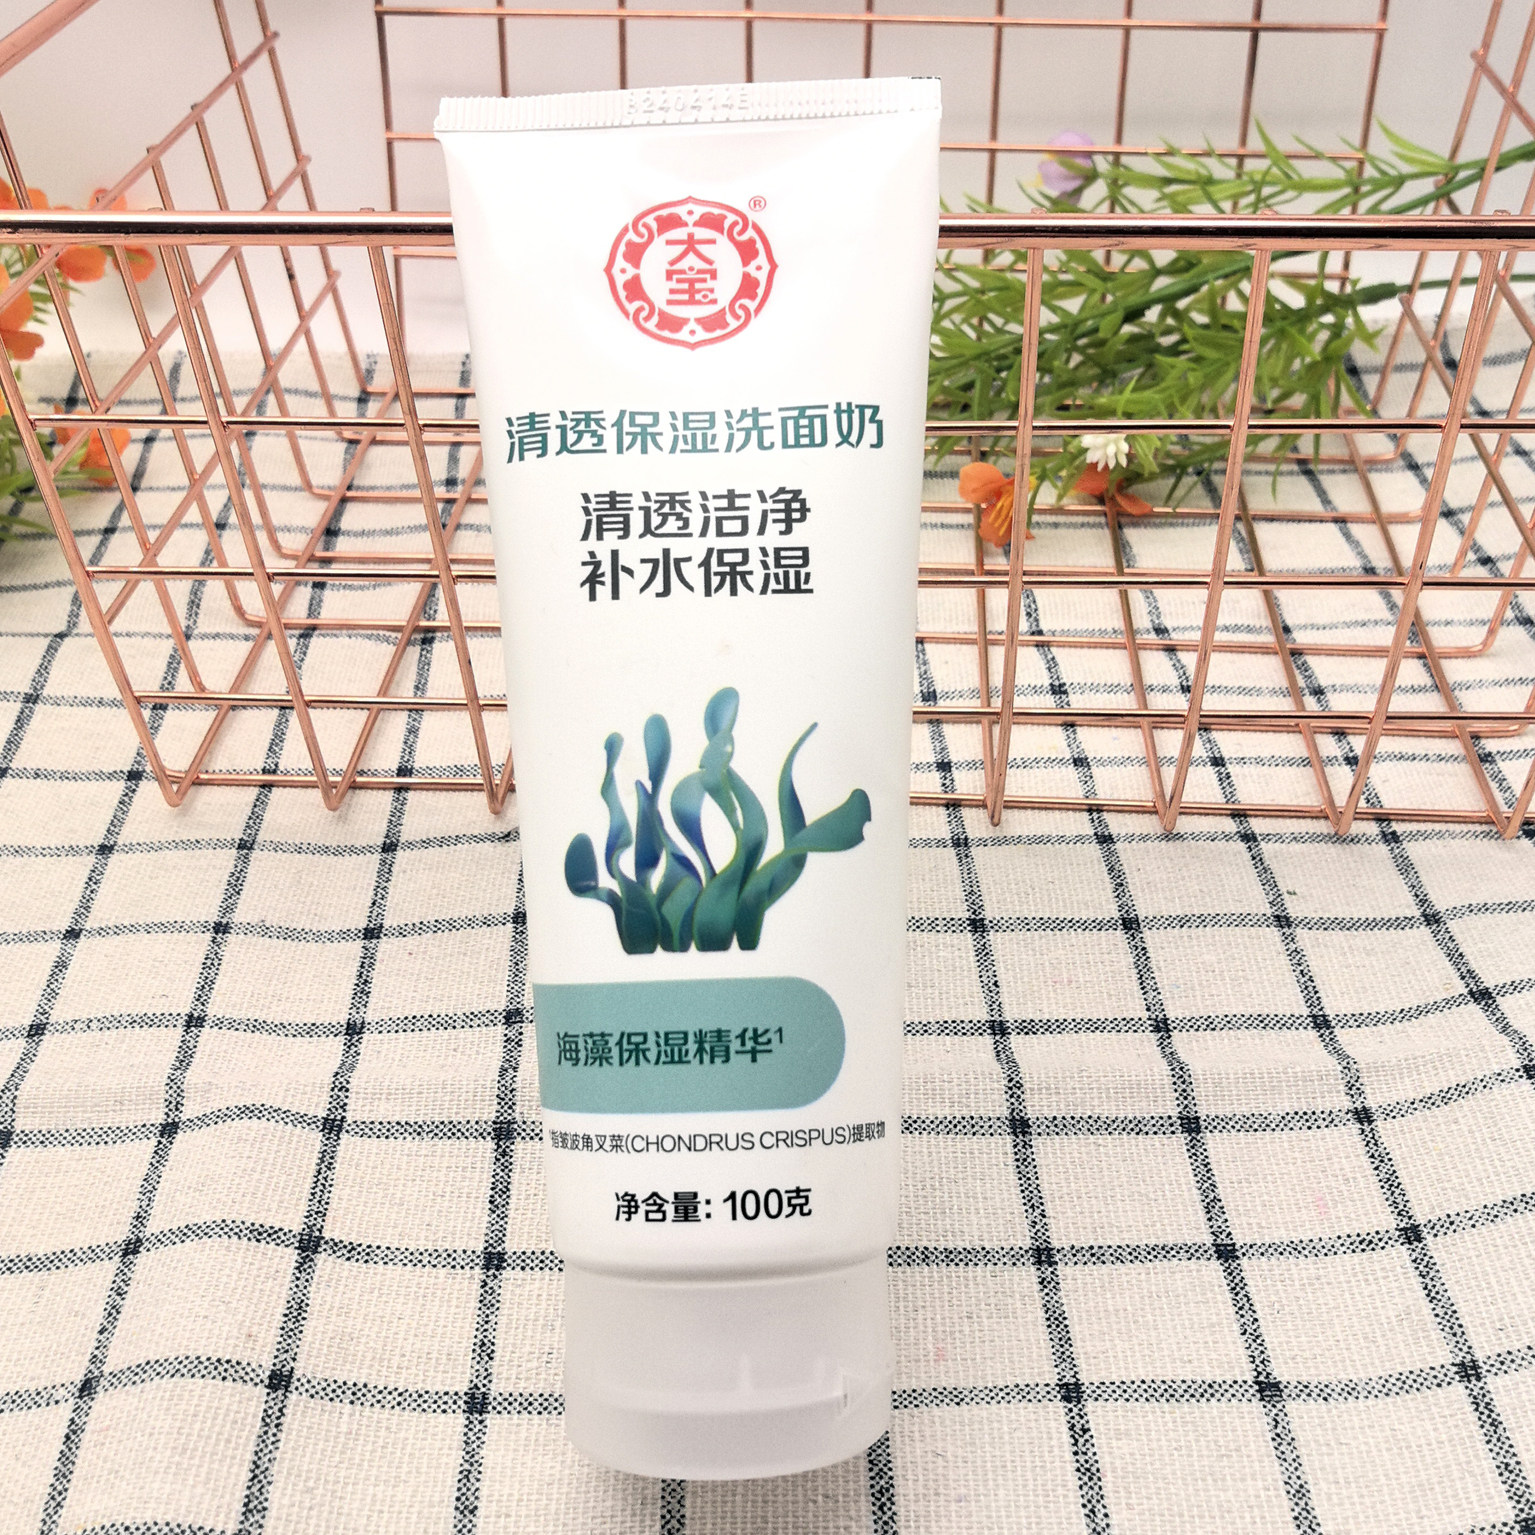 大宝®
清透保湿洗面奶
清透洁净
补水保湿
海藻保湿精华¹
¹指皱波角叉菜(CHONDRUS CRISPUS)提取物
净含量: 100克